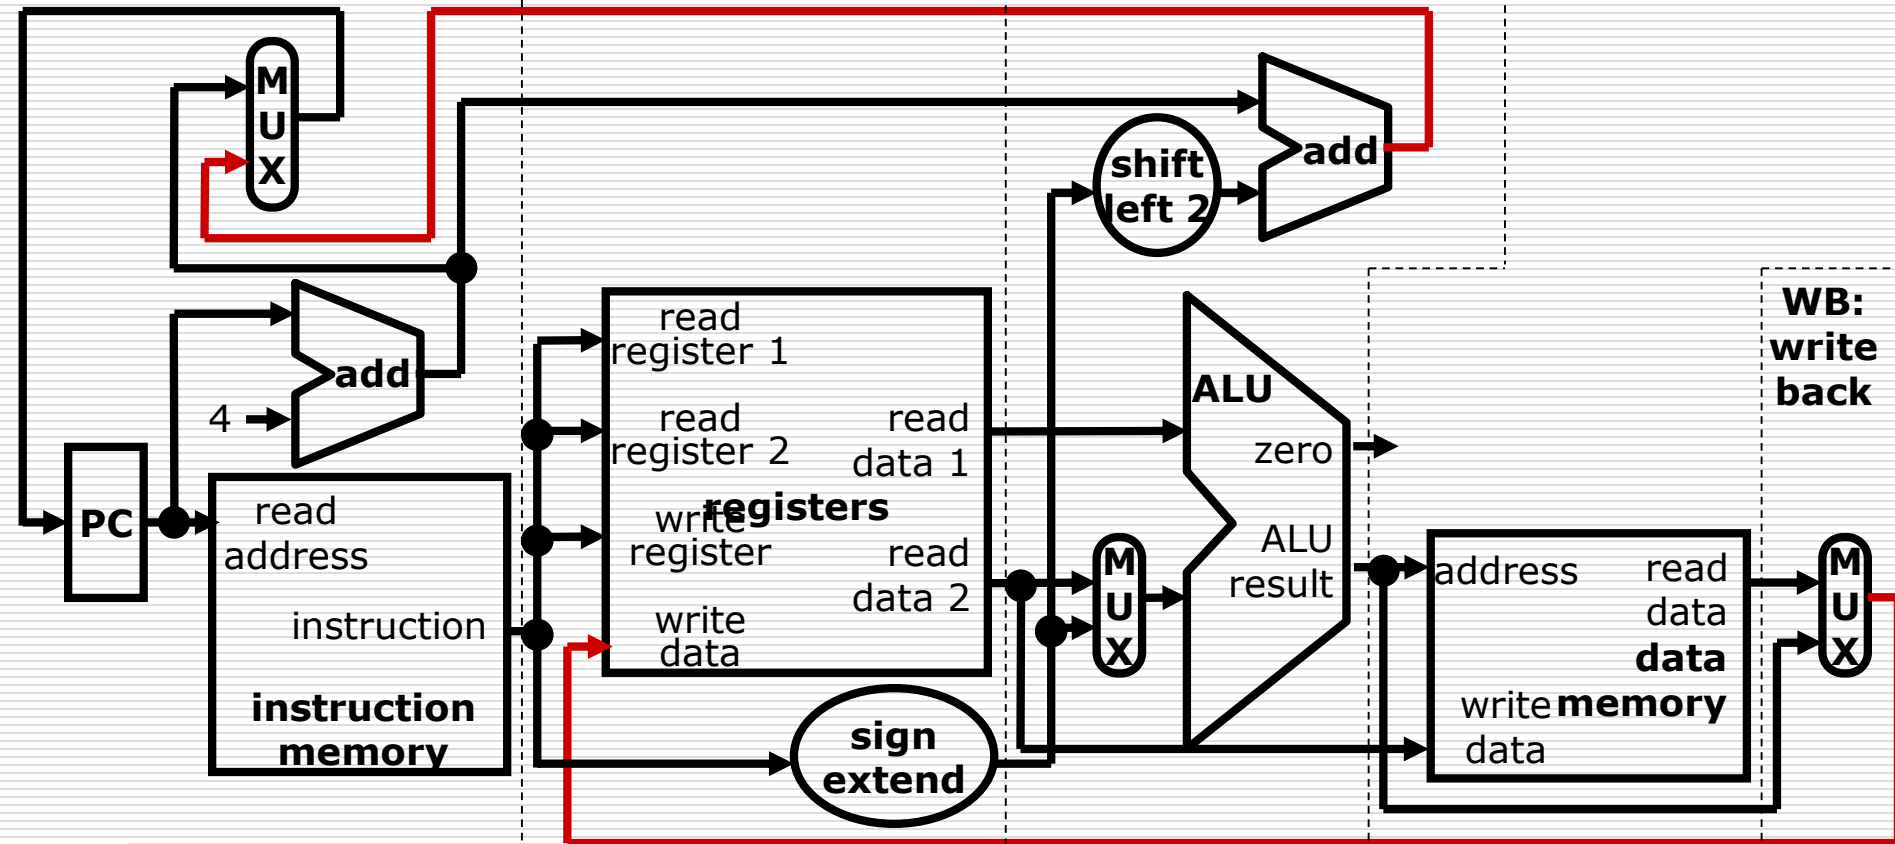 M
U
X
add
shift
left 2
add
4
PC
read
address
instruction
instruction
memory
read
register 1
read
register 2
write
register
write
data
registers
read
data 1
read
data 2
sign
extend
M
U
X
ALU
zero
ALU
result
address
read
data
data
memory
write
data
WB:
write
back
M
U
X